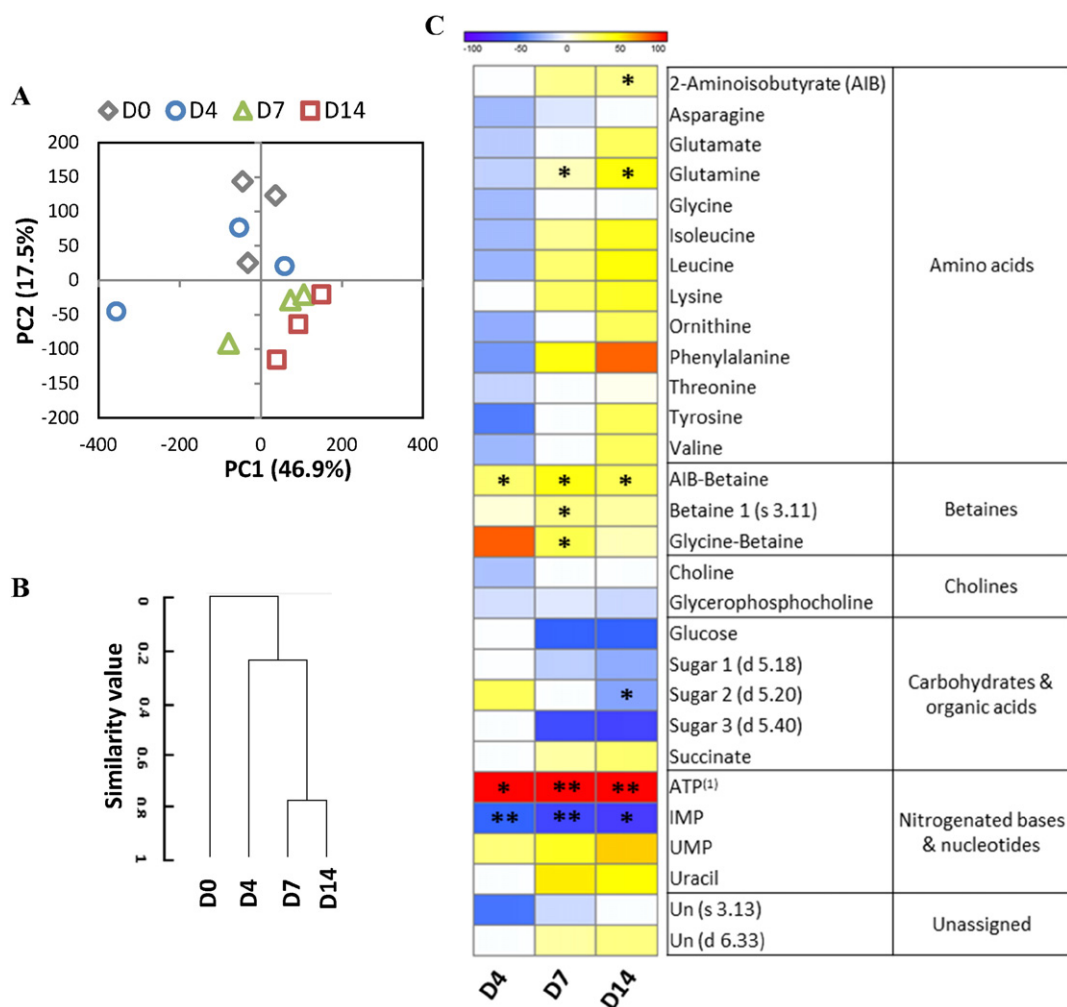 A
D0 D4 D7 D14
200
150
100
50
0
-50
-100
-150
-200
-400 -200 0 200 400
PC2 (17.5%)
PC1 (46.9%)
B
Similarity value
0
0.2
0.4
0.6
0.8
1
D0 D4 D7 D14
C
-100 -50 0 50 100
* 2-Aminoisobutyrate (AIB)
Asparagine
Glutamate
* * Glutamine
Glycine
Isoleucine
Leucine
Lysine
Ornithine
Phenylalanine
Threonine
Tyrosine
Valine
Amino acids
* * * AIB-Betaine
* Betaine 1 (s 3.11)
* Glycine-Betaine
Betaines
Choline
Glycerophosphocholine
Cholines
Glucose
Sugar 1 (d 5.18)
* Sugar 2 (d 5.20)
Sugar 3 (d 5.40)
Succinate
Carbohydrates &
organic acids
* ** ** ATP(1)
** ** * IMP
UMP
Uracil
Nitrogenated bases
& nucleotides
Un (s 3.13)
Un (d 6.33)
Unassigned
D4 D7 D14